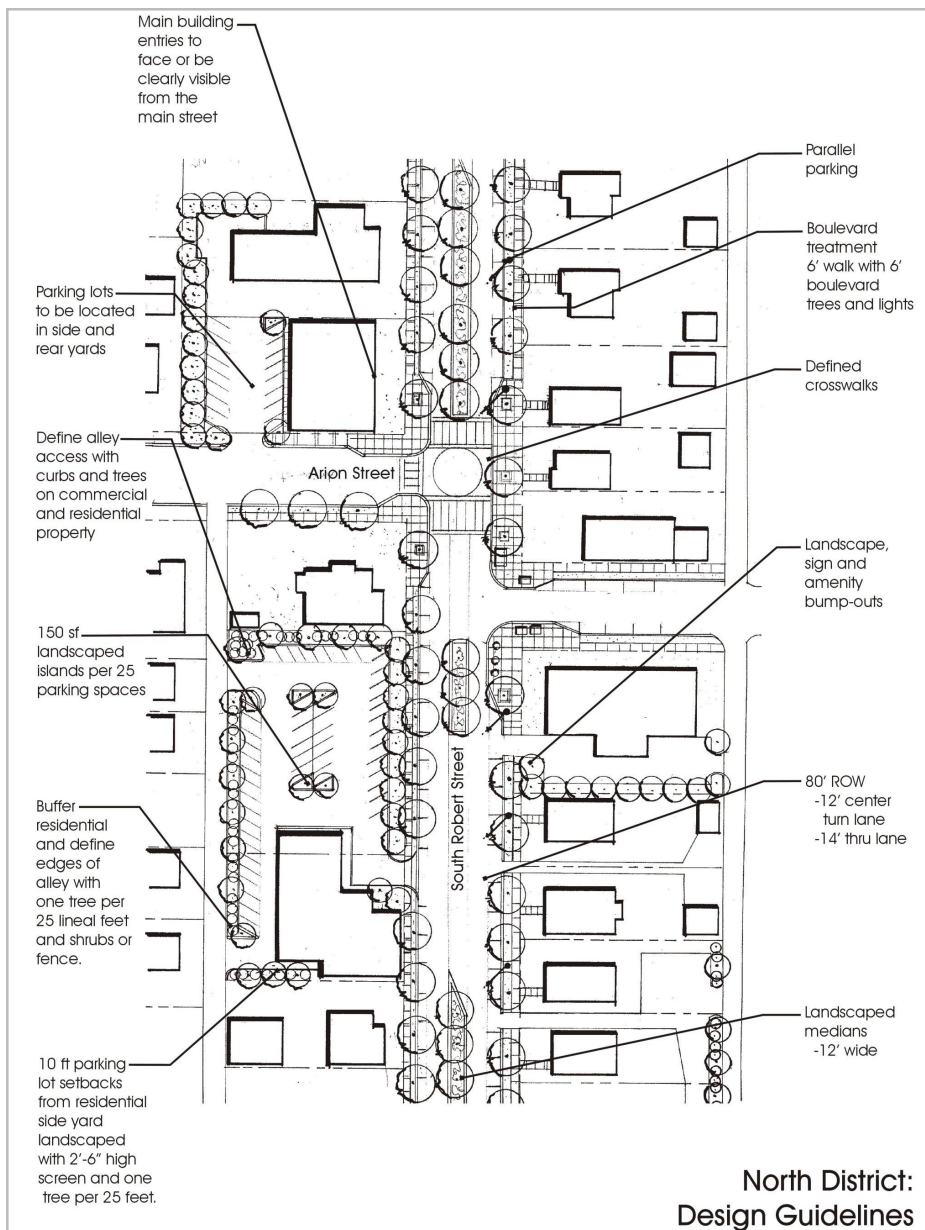 Main building
entries to
face or be
clearly visible
from the
main street
Parking lots
to be located
in side and
rear yards
Define alley
access with
curbs and trees
on commercial
and residential
property
150 sf
landscaped
islands per 25
parking spaces
Buffer
residential
and define
edges of
alley with
one tree per
25 lineal feet
and shrubs or
fence.
10 ft parking
lot setbacks
from residential
side yard
landscaped
with 2'-6" high
screen and one
tree per 25 feet.
Arion Street
South Robert Street
Parallel
parking
Boulevard
treatment
6' walk with 6'
boulevard
trees and lights
Defined
crosswalks
Landscape,
sign and
amenity
bump-outs
80' ROW
-12' center
turn lane
-14' thru lane
Landscaped
medians
-12' wide
North District:
Design Guidelines